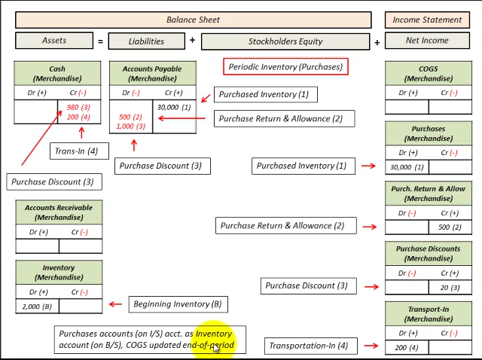 Balance Sheet
Income Statement
Assets = Liabilities + Stockholders Equity + Net Income
Periodic Inventory (Purchases)
Cash
(Merchandise)
Dr (+) Cr (-)
980 (3)
200 (4)
Accounts Payable
(Merchandise)
Dr (-) Cr (+)
30,000 (1)
500 (2)
1,000 (3)
Purchased Inventory (1)
Purchase Return & Allowance (2)
Trans-In (4)
Purchase Discount (3)
Purchase Discount (3)
COGS
(Merchandise)
Dr (+) Cr (-)
Purchased Inventory (1)
Purchases
(Merchandise)
Dr (+) Cr (-)
30,000 (1)
Accounts Receivable
(Merchandise)
Dr (+) Cr (-)
Purchase Return & Allowance (2)
Purch. Return & Allow
(Merchandise)
Dr (-) Cr (+)
500 (2)
Inventory
(Merchandise)
Dr (+) Cr (-)
2,000 (B)
Beginning Inventory (B)
Purchase Discount (3)
Purchase Discounts
(Merchandise)
Dr (-) Cr (+)
20 (3)
Purchases accounts (on I/S) acct. as Inventory
account (on B/S), COGS updated end-of-period
Transportation-In (4)
Transport-In
(Merchandise)
Dr (+) Cr (-)
200 (4)